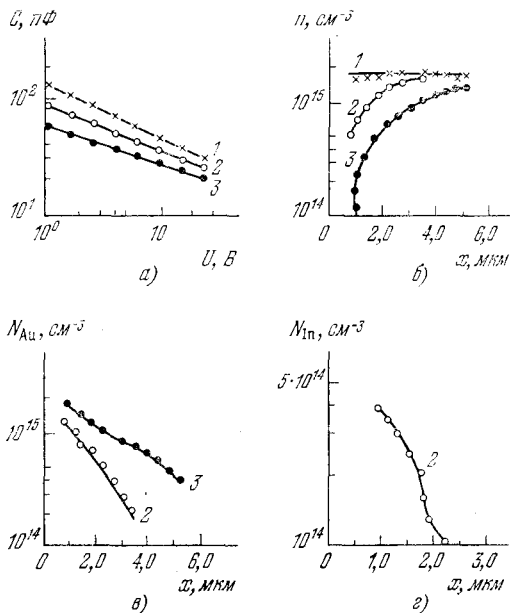 C, пФ
10²
10¹
1
2
3
10⁰
10
U, В
а)
n, см⁻³
10¹⁵
10¹⁴
1
2
3
0
2,0
4,0
6,0
x, мкм
б)
N_Au, см⁻³
10¹⁵
10¹⁴
3
2
0
2,0
4,0
6,0
x, мкм
в)
N_In, см⁻³
5·10¹⁴
10¹⁴
2
0
1,0
2,0
3,0
x, мкм
г)